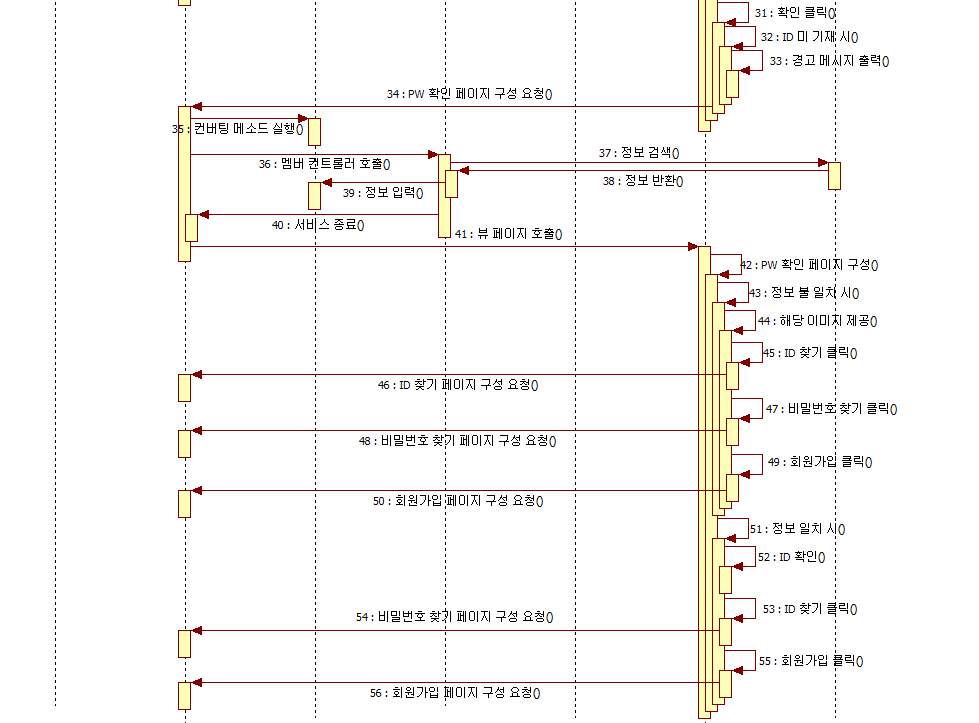 31 : 확인 클릭()
32 : ID 미 기재 시()
33 : 경고 메시지 출력()
34 : PW 확인 페이지 구성 요청()
35 : 컨버팅 메소드 실행()
36 : 멤버 컨트롤러 호출()
37 : 정보 검색()
38 : 정보 반환()
39 : 정보 입력()
40 : 서비스 종료()
41 : 뷰 페이지 호출()
42 : PW 확인 페이지 구성()
43 : 정보 불 일치 시()
44 : 해당 이미지 제공()
45 : ID 찾기 클릭()
46 : ID 찾기 페이지 구성 요청()
47 : 비밀번호 찾기 클릭()
48 : 비밀번호 찾기 페이지 구성 요청()
49 : 회원가입 클릭()
50 : 회원가입 페이지 구성 요청()
51 : 정보 일치 시()
52 : ID 확인()
53 : ID 찾기 클릭()
54 : 비밀번호 찾기 페이지 구성 요청()
55 : 회원가입 클릭()
56 : 회원가입 페이지 구성 요청()